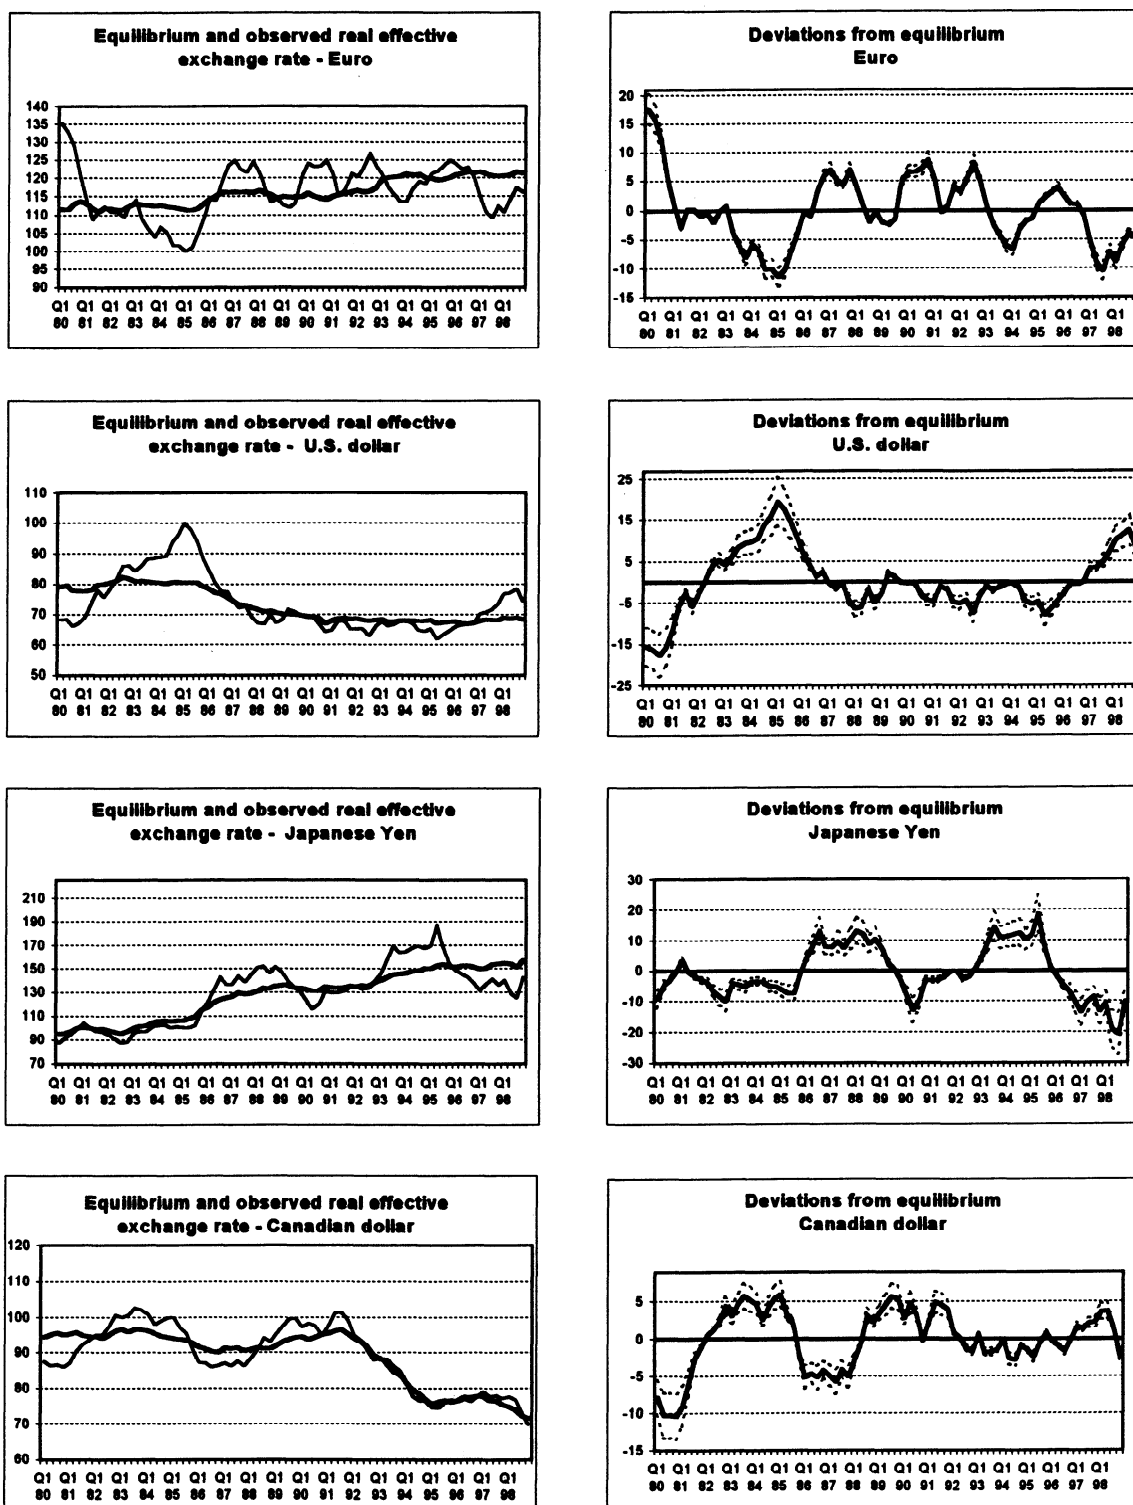 Equilibrium and observed real effective
exchange rate - Euro
140
135
130
125
120
115
110
105
100
95
90
Q1 Q1 Q1 Q1 Q1 Q1 Q1 Q1 Q1 Q1 Q1 Q1 Q1 Q1 Q1 Q1 Q1 Q1 Q1
80 81 82 83 84 85 86 87 88 89 90 91 92 93 94 95 96 97 98
Deviations from equilibrium
Euro
20
15
10
5
0
-5
-10
-15
Q1 Q1 Q1 Q1 Q1 Q1 Q1 Q1 Q1 Q1 Q1 Q1 Q1 Q1 Q1 Q1 Q1 Q1 Q1
80 81 82 83 84 85 86 87 88 89 90 91 92 93 94 95 96 97 98
Equilibrium and observed real effective
exchange rate - U.S. dollar
110
100
90
80
70
60
50
Q1 Q1 Q1 Q1 Q1 Q1 Q1 Q1 Q1 Q1 Q1 Q1 Q1 Q1 Q1 Q1 Q1 Q1 Q1
80 81 82 83 84 85 86 87 88 89 90 91 92 93 94 95 96 97 98
Deviations from equilibrium
U.S. dollar
25
15
5
-5
-15
-25
Q1 Q1 Q1 Q1 Q1 Q1 Q1 Q1 Q1 Q1 Q1 Q1 Q1 Q1 Q1 Q1 Q1 Q1 Q1
80 81 82 83 84 85 86 87 88 89 90 91 92 93 94 95 96 97 98
Equilibrium and observed real effective
exchange rate - Japanese Yen
210
190
170
150
130
110
90
70
Q1 Q1 Q1 Q1 Q1 Q1 Q1 Q1 Q1 Q1 Q1 Q1 Q1 Q1 Q1 Q1 Q1 Q1 Q1
80 81 82 83 84 85 86 87 88 89 90 91 92 93 94 95 96 97 98
Deviations from equilibrium
Japanese Yen
30
20
10
0
-10
-20
-30
Q1 Q1 Q1 Q1 Q1 Q1 Q1 Q1 Q1 Q1 Q1 Q1 Q1 Q1 Q1 Q1 Q1 Q1 Q1
80 81 82 83 84 85 86 87 88 89 90 91 92 93 94 95 96 97 98
Equilibrium and observed real effective
exchange rate - Canadian dollar
120
110
100
90
80
70
60
Q1 Q1 Q1 Q1 Q1 Q1 Q1 Q1 Q1 Q1 Q1 Q1 Q1 Q1 Q1 Q1 Q1 Q1 Q1
80 81 82 83 84 85 86 87 88 89 90 91 92 93 94 95 96 97 98
Deviations from equilibrium
Canadian dollar
5
0
-5
-10
-15
Q1 Q1 Q1 Q1 Q1 Q1 Q1 Q1 Q1 Q1 Q1 Q1 Q1 Q1 Q1 Q1 Q1 Q1 Q1
80 81 82 83 84 85 86 87 88 89 90 91 92 93 94 95 96 97 98